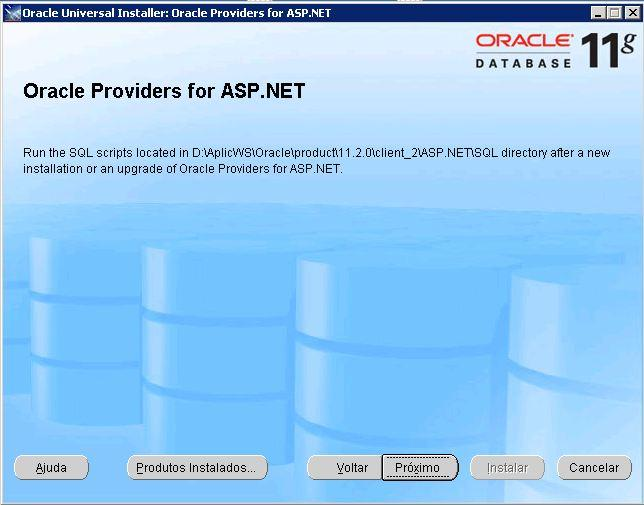 Oracle Universal Installer: Oracle Providers for ASP.NET
ORACLE
DATABASE 11g
Oracle Providers for ASP.NET
Run the SQL scripts located in D:\AplicWS\Oracle\product\11.2.0\client_2\ASP.NET\SQL directory after a new
installation or an upgrade of Oracle Providers for ASP.NET.
Ajuda Produtos Instalados... Voltar Próximo Instalar Cancelar